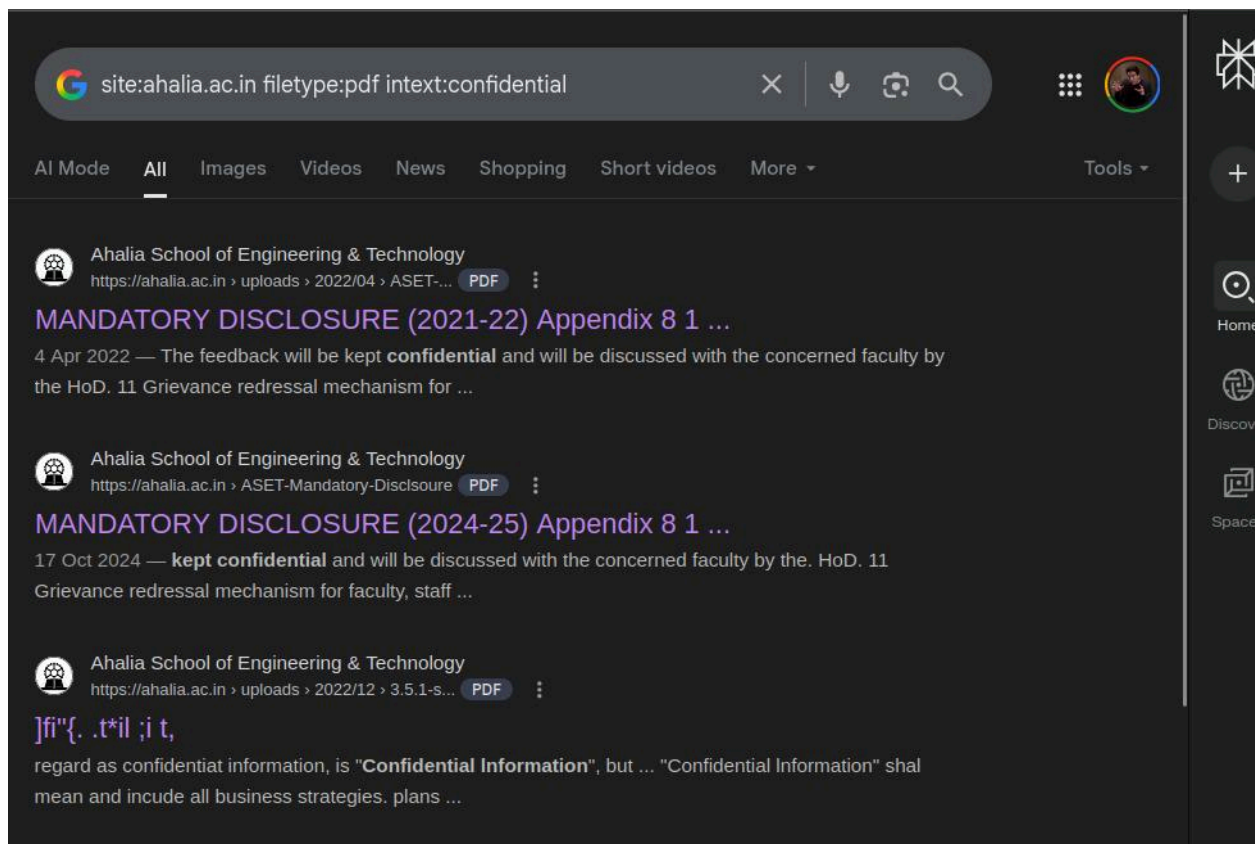 site:ahalia.ac.in filetype:pdf intext:confidential
AI Mode All Images Videos News Shopping Short videos More Tools
Ahalia School of Engineering & Technology
https://ahalia.ac.in › uploads › 2022/04 › ASET-... PDF
MANDATORY DISCLOSURE (2021-22) Appendix 8 1 ...
4 Apr 2022 — The feedback will be kept confidential and will be discussed with the concerned faculty by
the HoD. 11 Grievance redressal mechanism for ...
Ahalia School of Engineering & Technology
https://ahalia.ac.in › ASET-Mandatory-Disclsoure PDF
MANDATORY DISCLOSURE (2024-25) Appendix 8 1 ...
17 Oct 2024 — kept confidential and will be discussed with the concerned faculty by the. HoD. 11
Grievance redressal mechanism for faculty, staff ...
Ahalia School of Engineering & Technology
https://ahalia.ac.in › uploads › 2022/12 › 3.5.1-s... PDF
]fi"{. .t*il ;i t,
regard as confidentiat information, is "Confidential Information", but ... "Confidential Information" shal
mean and incude all business strategies. plans ...
Home
Discov
Space